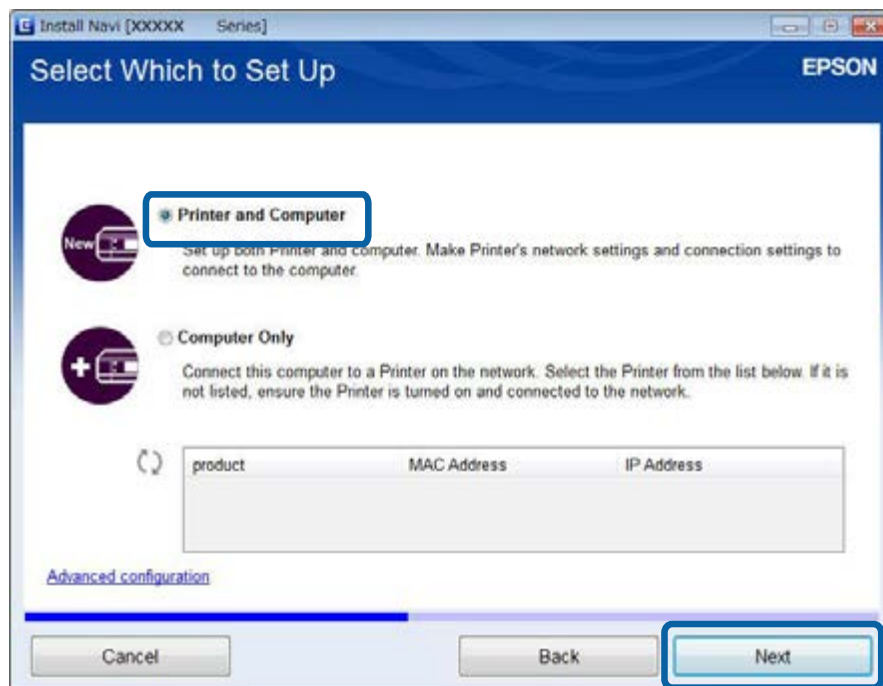 Install Navi [XXXXX Series]
Select Which to Set Up
EPSON
New
Printer and Computer
Set up both Printer and computer. Make Printer's network settings and connection settings to
connect to the computer.
Computer Only
Connect this computer to a Printer on the network. Select the Printer from the list below. If it is
not listed, ensure the Printer is turned on and connected to the network.
product MAC Address IP Address
Advanced configuration
Cancel Back Next